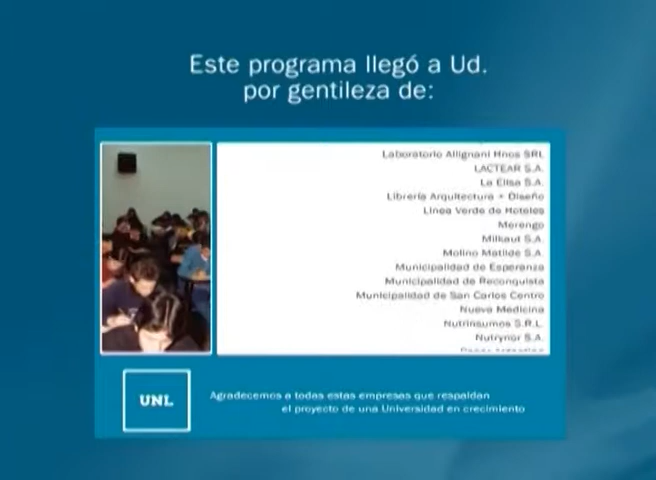 Este programa llegó a Ud.
por gentileza de:
Laboratorio Allignani Hnos SRL
LACTEAR S.A.
La Elisa S.A.
Librería Arquitectura + Diseño
Línea Verde de Hoteles
Merengo
Milkaut S.A.
Molino Matilde S.A.
Municipalidad de Esperanza
Municipalidad de Reconquista
Municipalidad de San Carlos Centro
Nueva Medicina
Nutrinsumos S.R.L.
Nutrynor S.A.
UNL
Agradecemos a todas estas empresas que respaldan
el proyecto de una Universidad en crecimiento